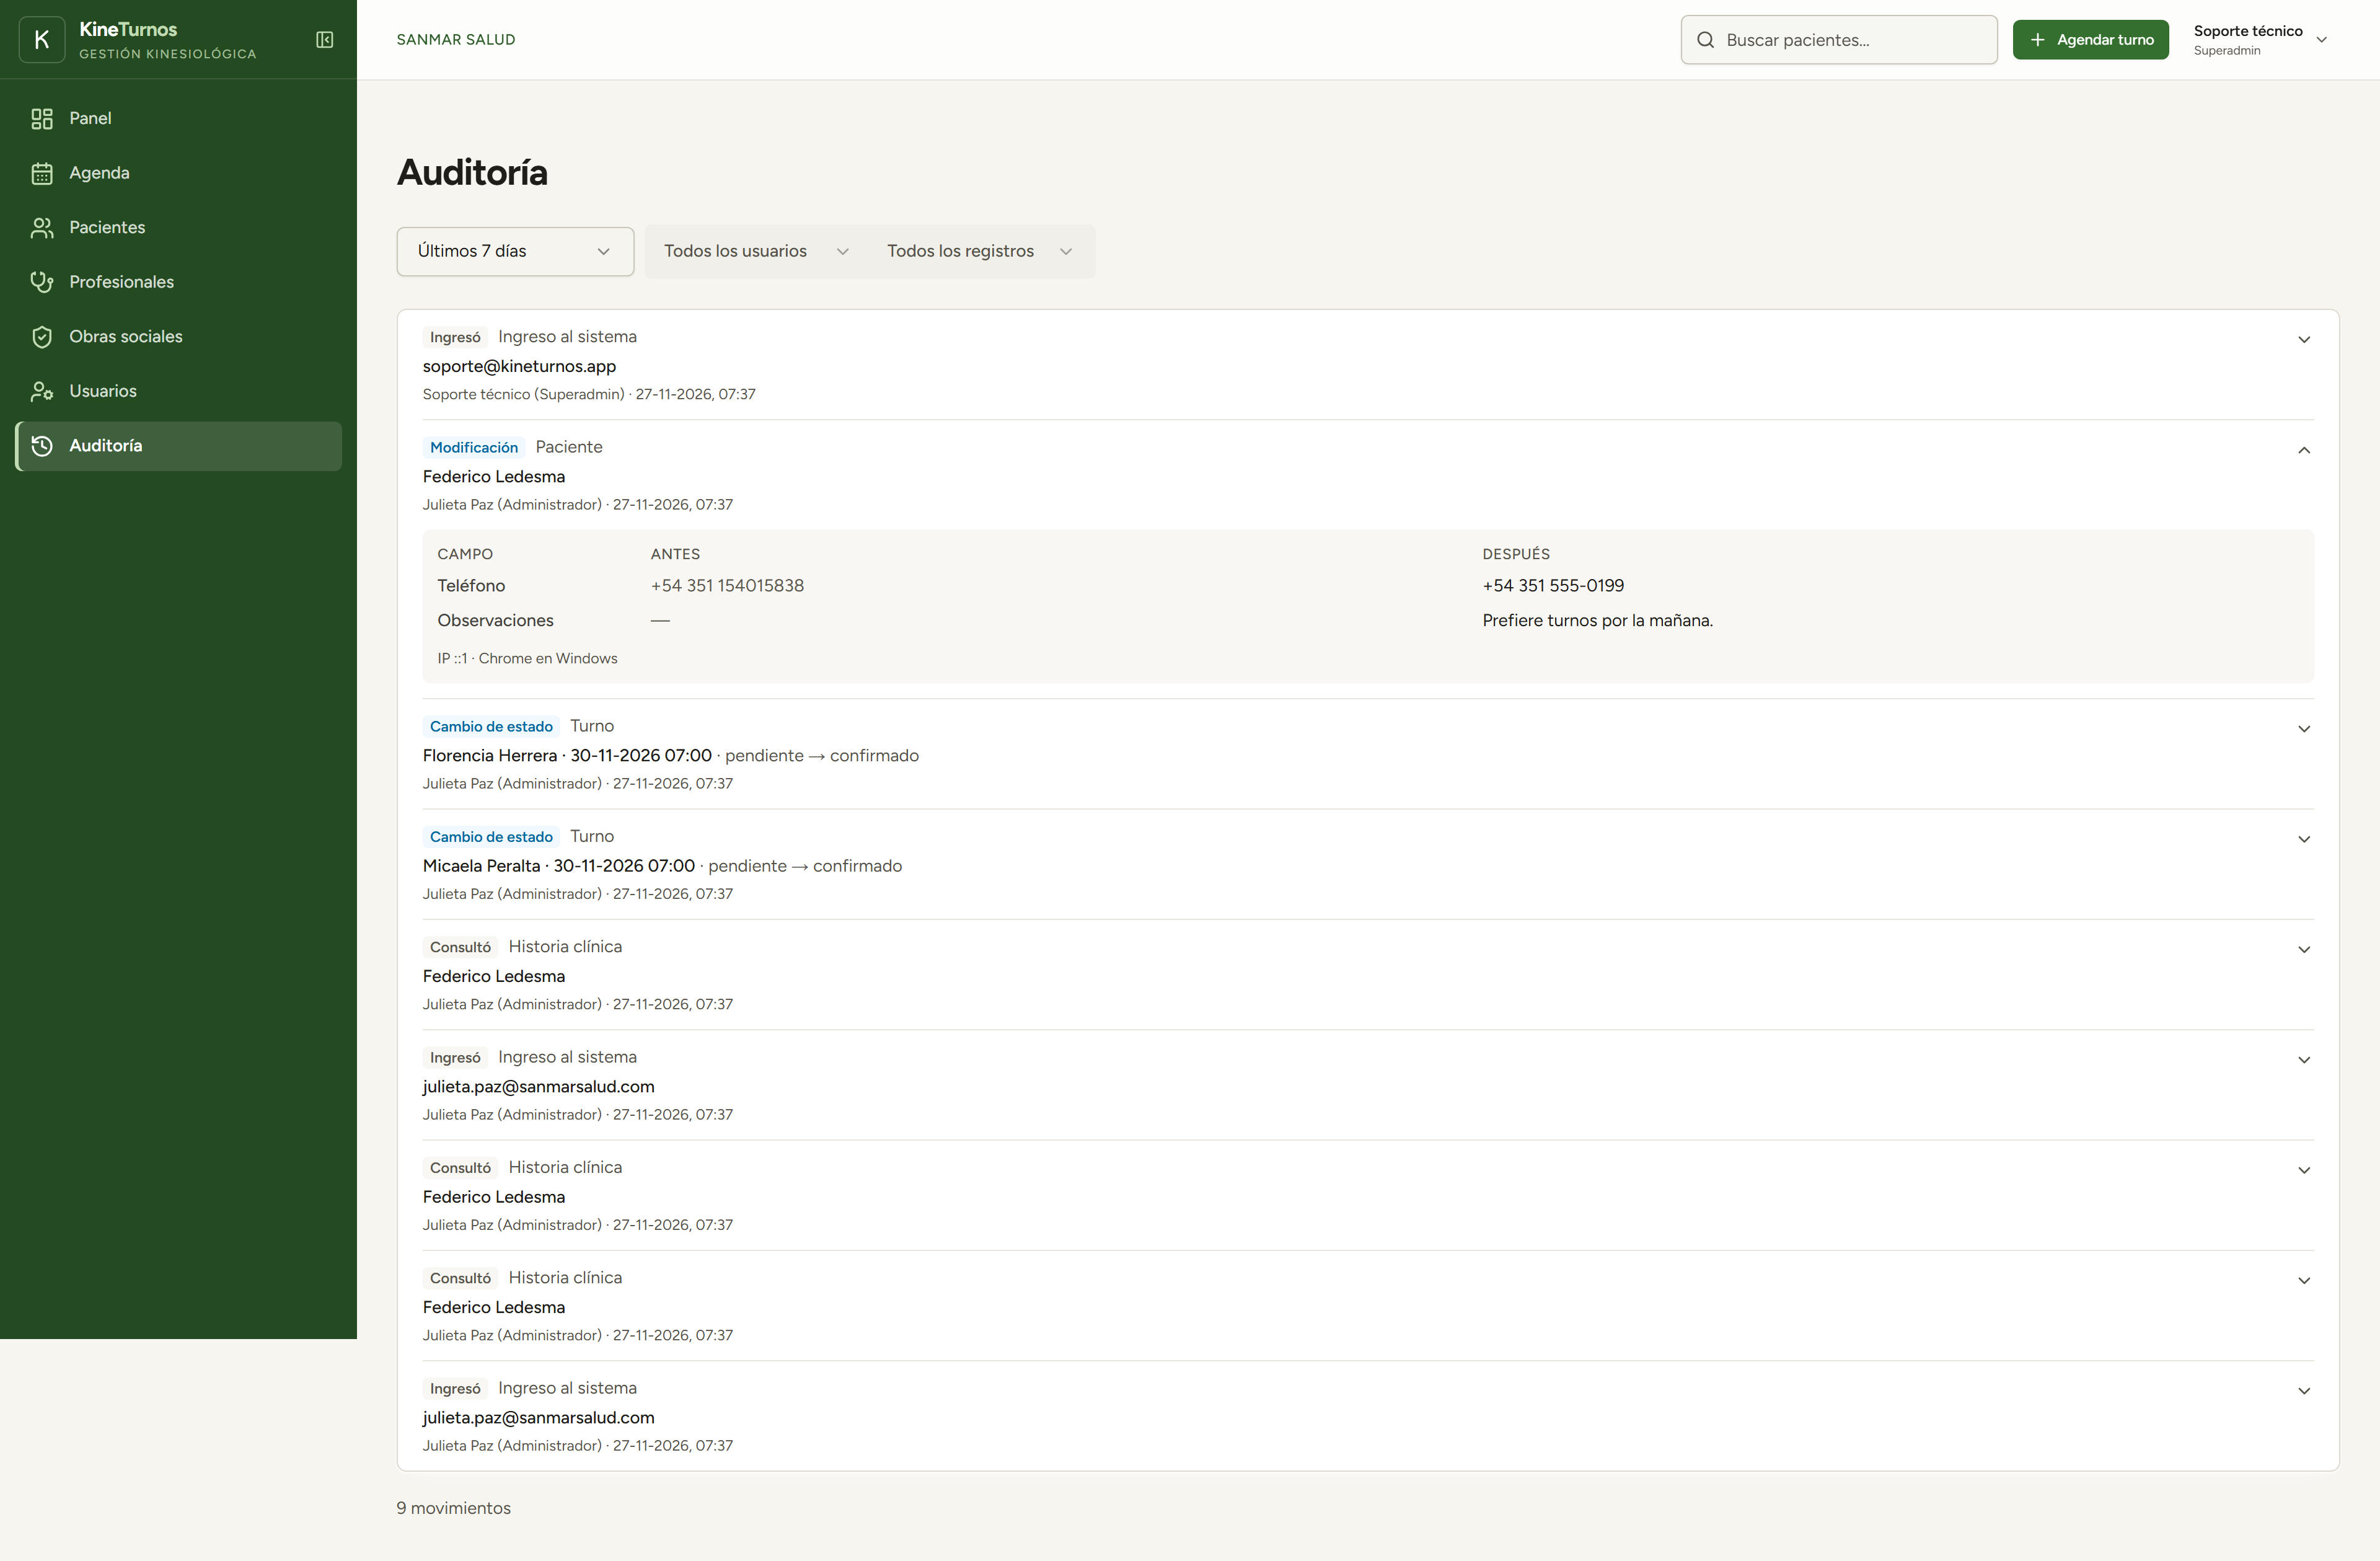 KineTurnos
GESTIÓN KINESIOLÓGICA
K
SANMAR SALUD
Buscar pacientes...
+ Agendar turno
Soporte técnico
Superadmin
Panel
Agenda
Pacientes
Profesionales
Obras sociales
Usuarios
Auditoría
Auditoría
Últimos 7 días
Todos los usuarios
Todos los registros
Ingresó Ingreso al sistema
soporte@kineturnos.app
Soporte técnico (Superadmin) · 27-11-2026, 07:37
Modificación Paciente
Federico Ledesma
Julieta Paz (Administrador) · 27-11-2026, 07:37
CAMPO ANTES DESPUÉS
Teléfono +54 351 154015838 +54 351 555-0199
Observaciones — Prefiere turnos por la mañana.
IP ::1 · Chrome en Windows
Cambio de estado Turno
Florencia Herrera · 30-11-2026 07:00 · pendiente → confirmado
Julieta Paz (Administrador) · 27-11-2026, 07:37
Cambio de estado Turno
Micaela Peralta · 30-11-2026 07:00 · pendiente → confirmado
Julieta Paz (Administrador) · 27-11-2026, 07:37
Consultó Historia clínica
Federico Ledesma
Julieta Paz (Administrador) · 27-11-2026, 07:37
Ingresó Ingreso al sistema
julieta.paz@sanmarsalud.com
Julieta Paz (Administrador) · 27-11-2026, 07:37
Consultó Historia clínica
Federico Ledesma
Julieta Paz (Administrador) · 27-11-2026, 07:37
Consultó Historia clínica
Federico Ledesma
Julieta Paz (Administrador) · 27-11-2026, 07:37
Ingresó Ingreso al sistema
julieta.paz@sanmarsalud.com
Julieta Paz (Administrador) · 27-11-2026, 07:37
9 movimientos